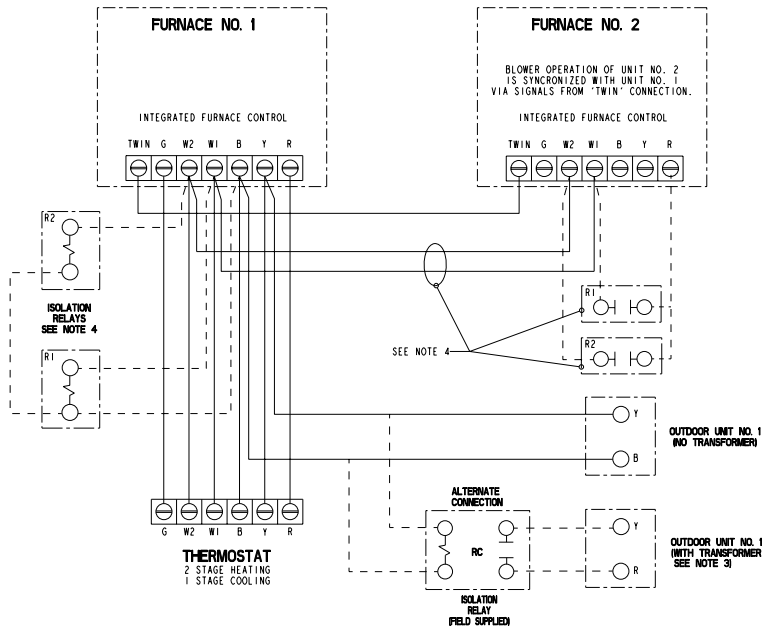 FURNACE NO. 1
INTEGRATED FURNACE CONTROL
TWIN G W2 W1 B Y R
FURNACE NO. 2
BLOWER OPERATION OF UNIT NO. 2
IS SYNCRONIZED WITH UNIT NO. 1
VIA SIGNALS FROM 'TWIN' CONNECTION.
INTEGRATED FURNACE CONTROL
TWIN G W2 W1 B Y R
R2
ISOLATION
RELAYS
SEE NOTE 4
R1
R1
R2
SEE NOTE 4
Y
B
OUTDOOR UNIT NO. 1
(NO TRANSFORMER)
ALTERNATE
CONNECTION
RC
ISOLATION
RELAY
(FIELD SUPPLIED)
Y
R
OUTDOOR UNIT NO. 1
(WITH TRANSFORMER
SEE NOTE 3)
G W2 W1 B Y R
THERMOSTAT
2 STAGE HEATING
1 STAGE COOLING